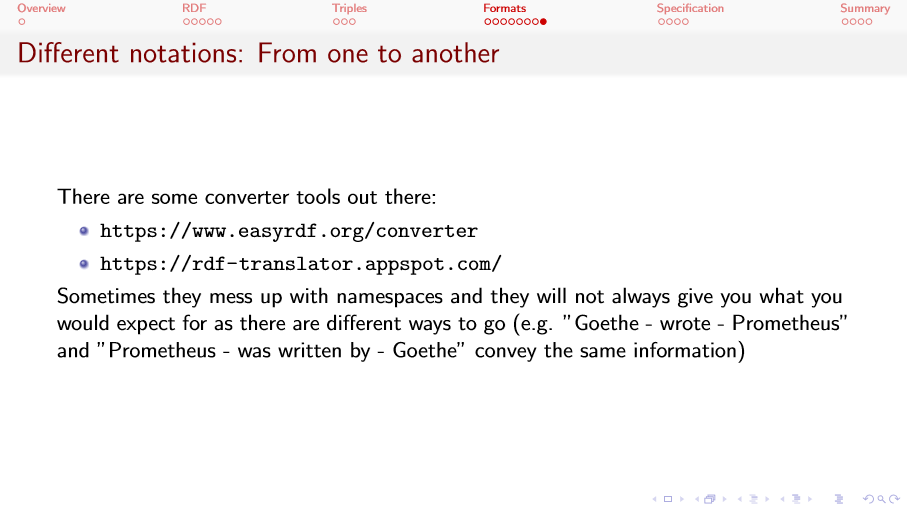 Overview RDF Triples Formats Specification Summary
Different notations: From one to another
There are some converter tools out there:
https://www.easyrdf.org/converter
https://rdf-translator.appspot.com/
Sometimes they mess up with namespaces and they will not always give you what you
would expect for as there are different ways to go (e.g. ”Goethe - wrote - Prometheus”
and ”Prometheus - was written by - Goethe” convey the same information)